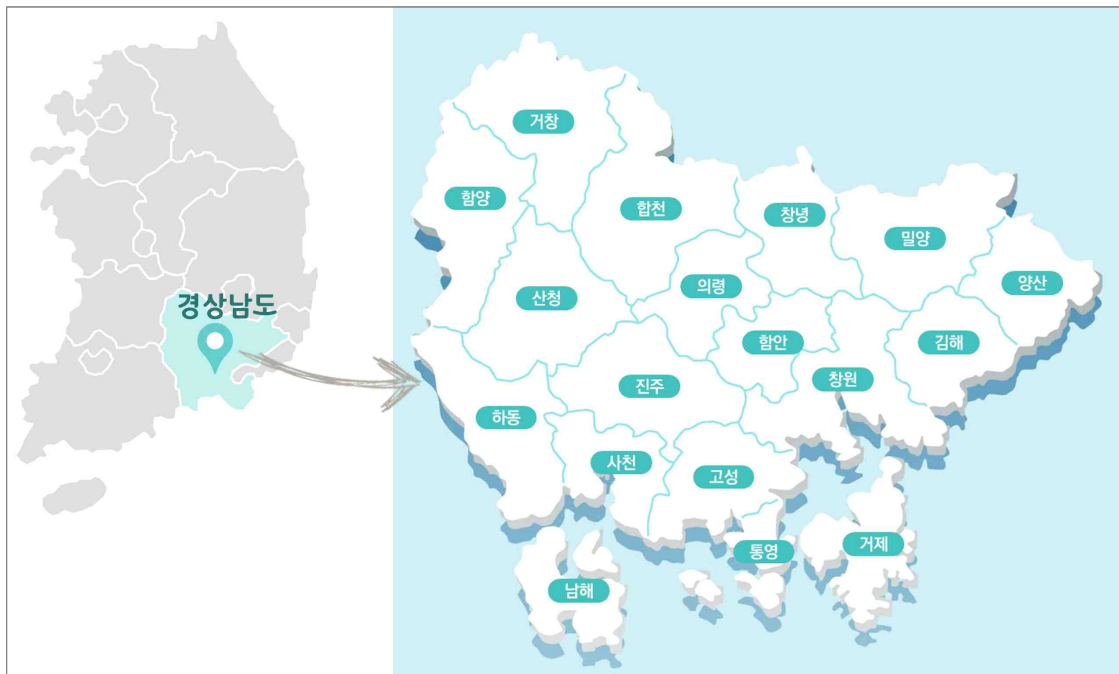 경상남도
거창
함양
합천
창녕
밀양
양산
산청
의령
함안
김해
창원
진주
하동
사천
고성
통영
거제
남해